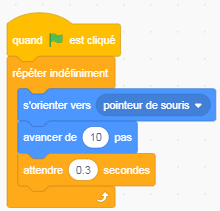 quand est cliqué
répéter indéfiniment
s'orienter vers pointeur de souris
avancer de 10 pas
attendre 0.3 secondes